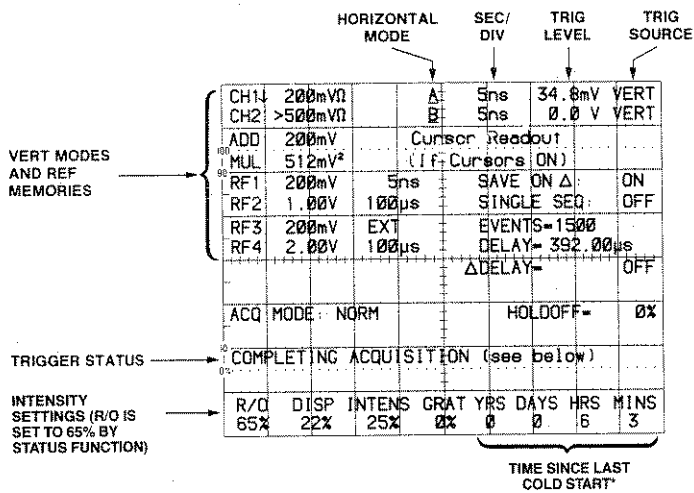 HORIZONTAL MODE
SEC/ DIV
TRIG LEVEL
TRIG SOURCE
CH1↓ 200mVΩ A 5ns 34.8mV VERT
CH2 >500mVΩ B 5ns 0.0 V VERT
ADD 200mV Cursor Readout
100
MUL 512mV² (If Cursors ON)
90
VERT MODES AND REF MEMORIES
RF1 200mV 5ns SAVE ON Δ: ON
RF2 1.00V 100µs SINGLE SEQ: OFF
RF3 200mV EXT EVENTS=1500
RF4 2.00V 100µs DELAY= 392.00µs
ΔDELAY= OFF
ACQ MODE: NORM HOLDOFF= 0%
TRIGGER STATUS
COMPLETING ACQUISITION (see below)
0%
INTENSITY SETTINGS (R/O IS SET TO 65% BY STATUS FUNCTION)
R/O DISP INTENS GRAT YRS DAYS HRS MINS
65% 22% 25% 0% 0 0 6 3
TIME SINCE LAST COLD START*